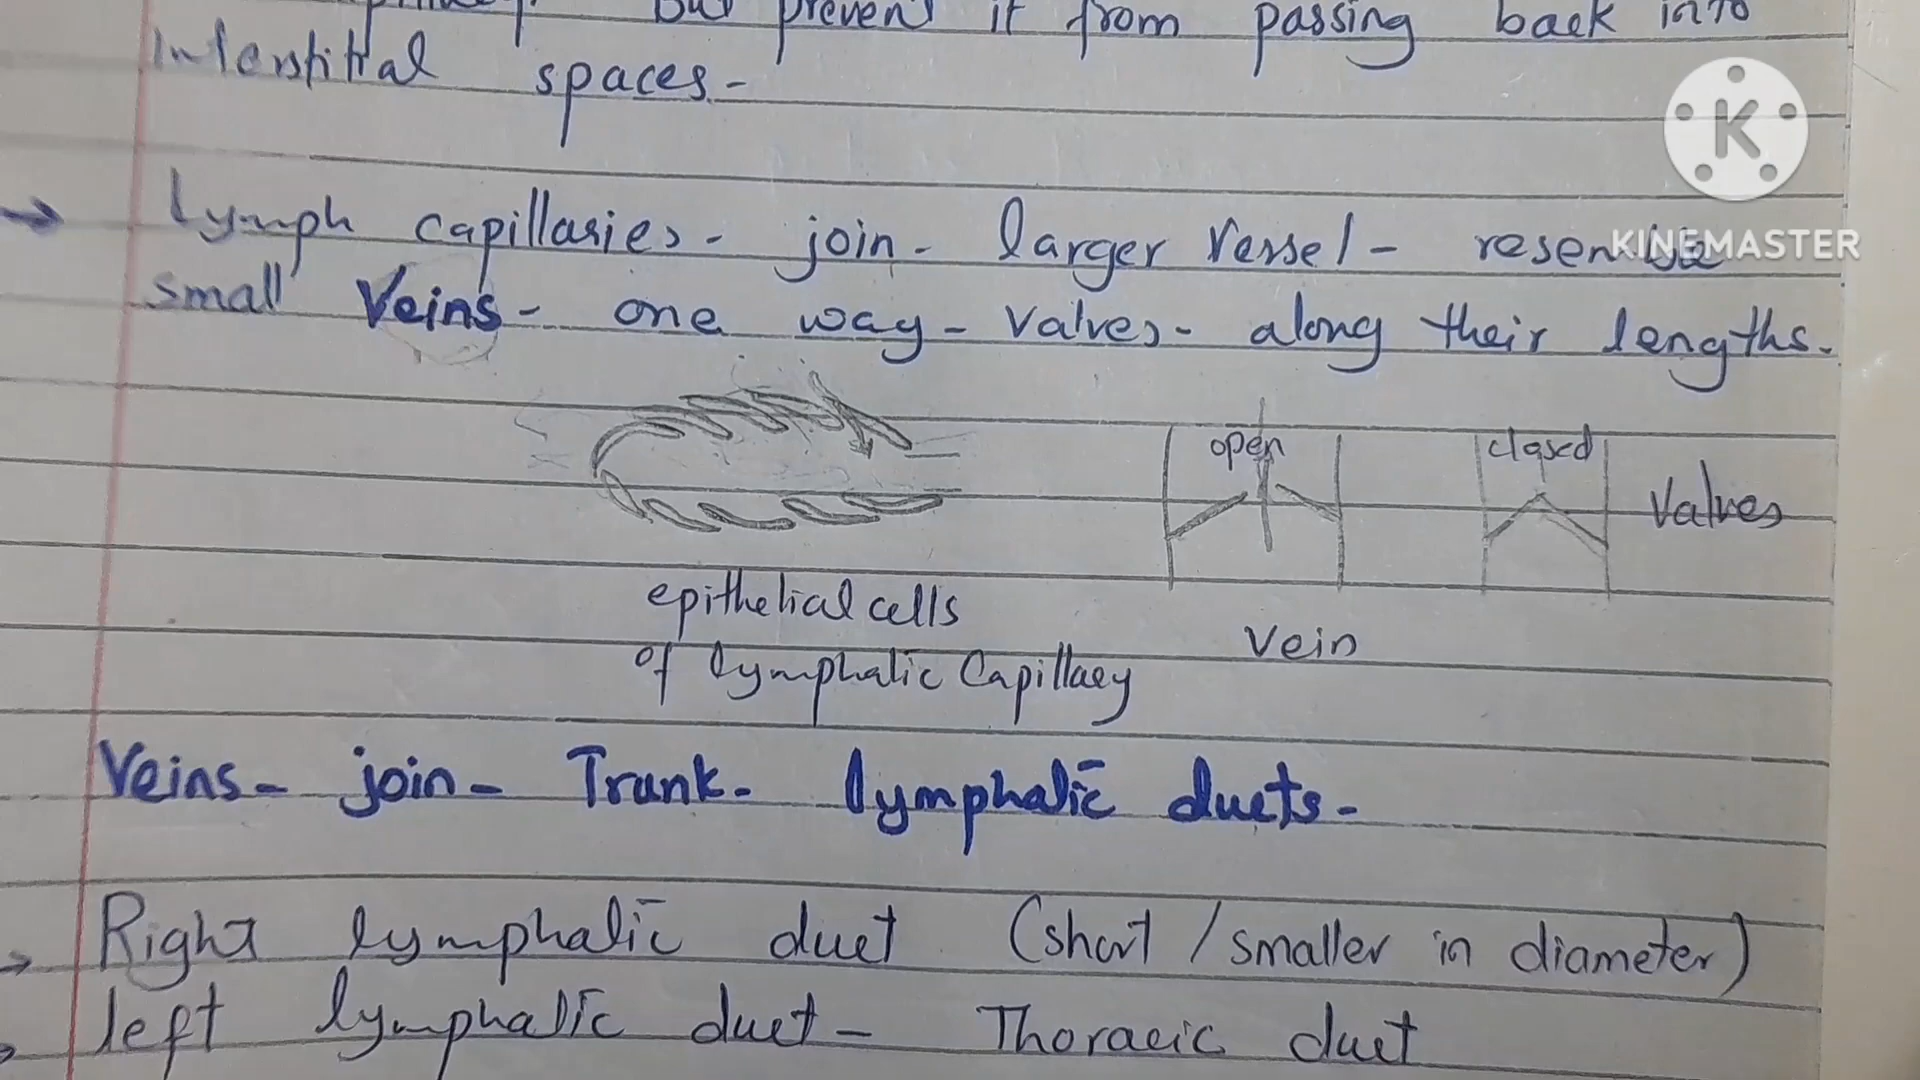 But prevent it from passing back into
Interstitial spaces-
K
KINEMASTER
→ Lymph capillaries- join- larger vessel- resemble
small Veins- one way- valves- along their lengths.
open closed
Valves
epithelial cells
of lymphatic Capillary
Vein
Veins- join- Trunk- lymphatic ducts-
→ Right lymphatic duct (short / smaller in diameter)
→ left lymphatic duct- Thoracic duct